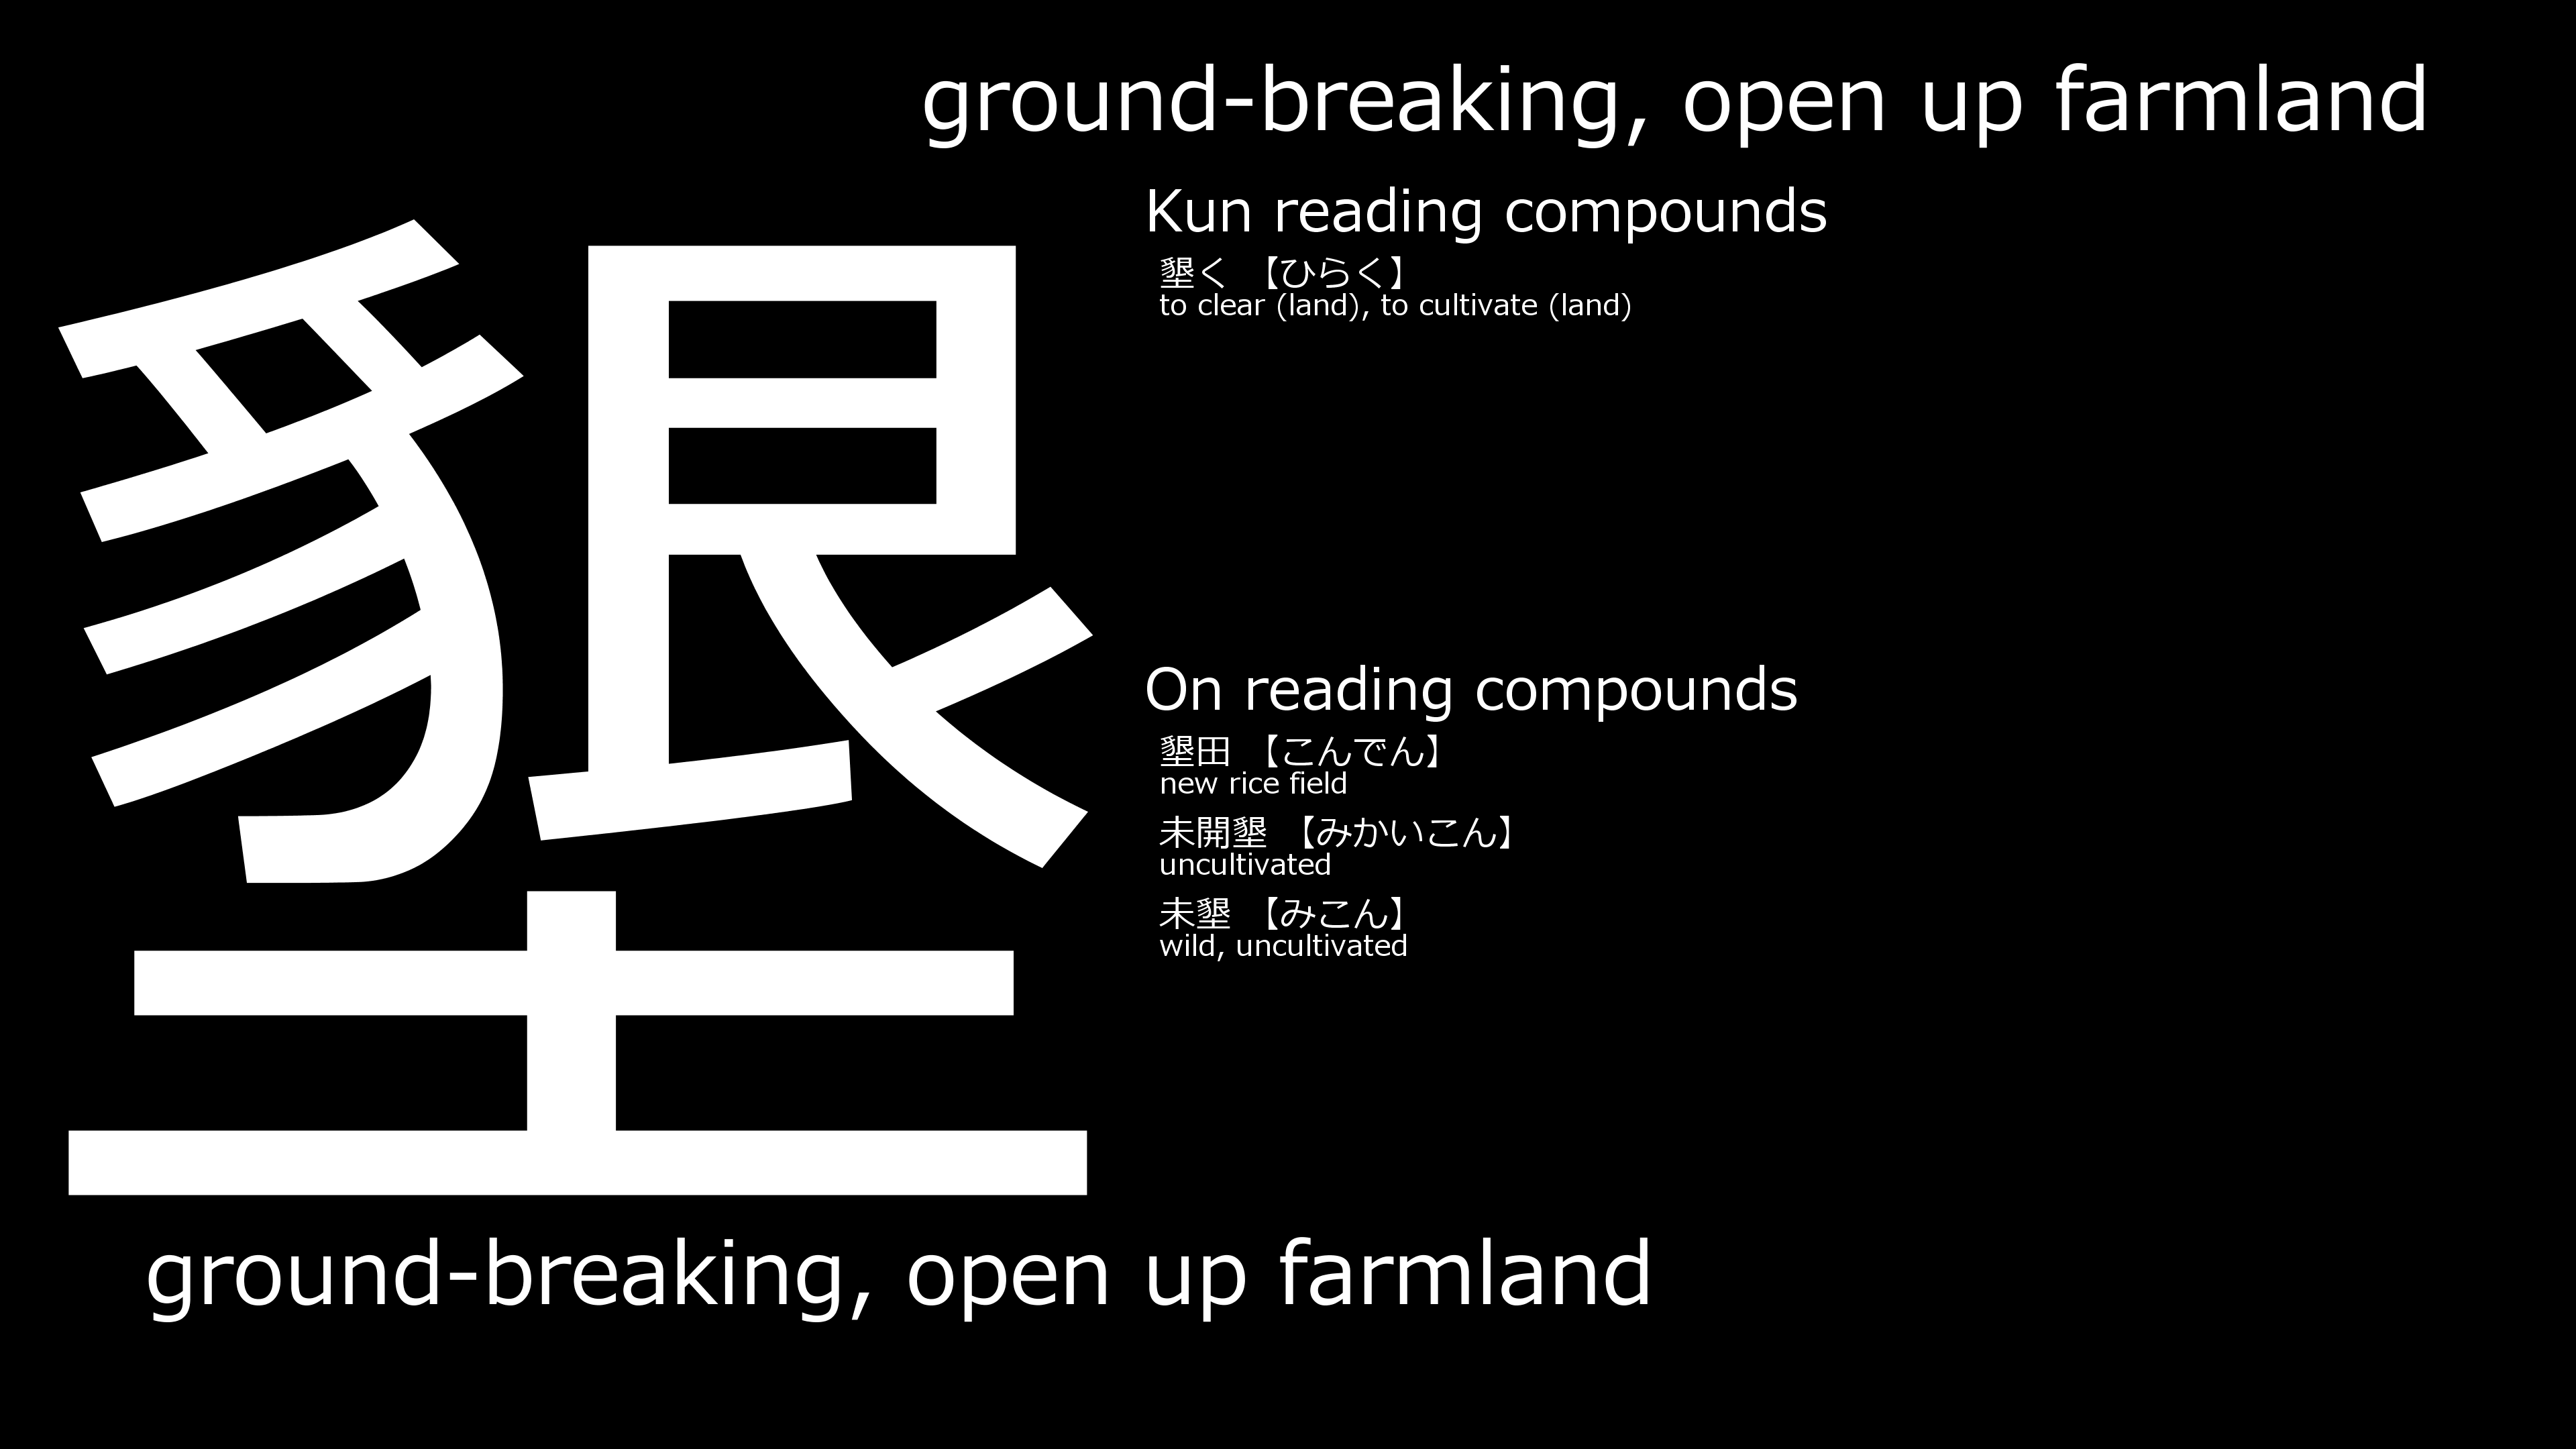 ground-breaking, open up farmland
墾
Kun reading compounds
墾く 【ひらく】
to clear (land), to cultivate (land)
On reading compounds
墾田 【こんでん】
new rice field
未開墾 【みかいこん】
uncultivated
未墾 【みこん】
wild, uncultivated
ground-breaking, open up farmland